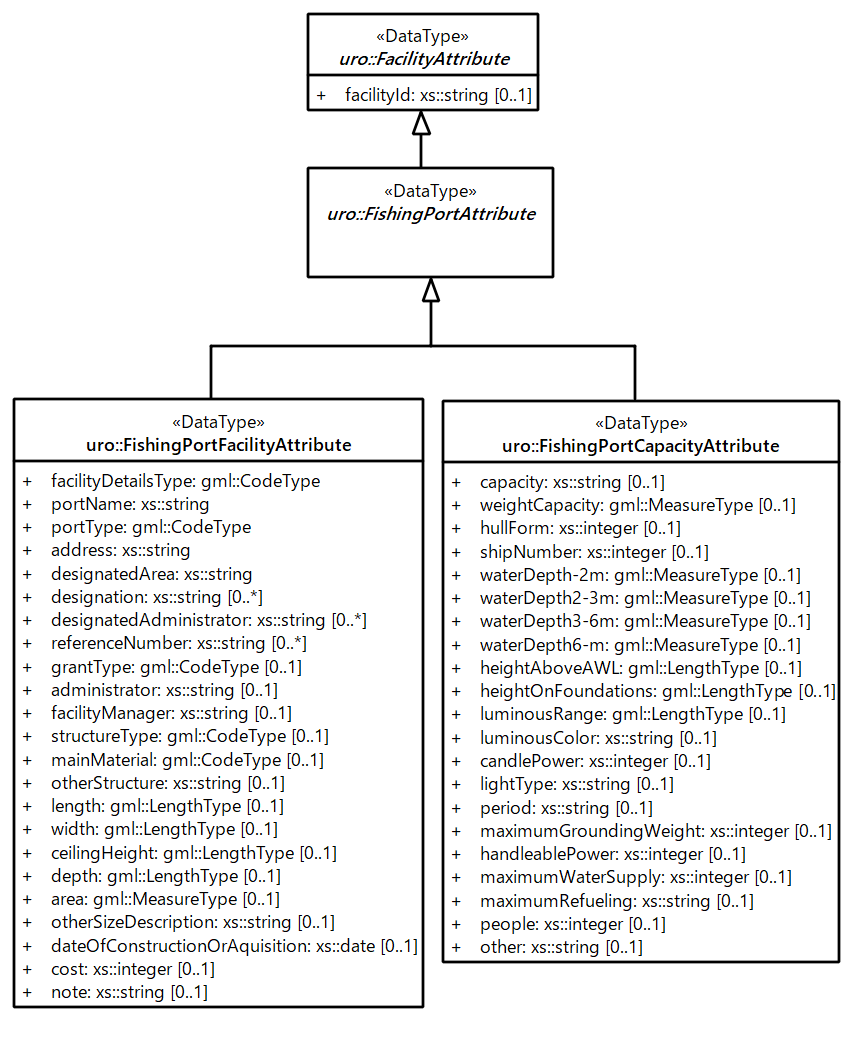 «DataType»
uro::FacilityAttribute
+ facilityId: xs::string [0..1]
«DataType»
uro::FishingPortAttribute
«DataType»
uro::FishingPortFacilityAttribute
+ facilityDetailsType: gml::CodeType
+ portName: xs::string
+ portType: gml::CodeType
+ address: xs::string
+ designatedArea: xs::string
+ designation: xs::string [0..*]
+ designatedAdministrator: xs::string [0..*]
+ referenceNumber: xs::string [0..*]
+ grantType: gml::CodeType [0..1]
+ administrator: xs::string [0..1]
+ facilityManager: xs::string [0..1]
+ structureType: gml::CodeType [0..1]
+ mainMaterial: gml::CodeType [0..1]
+ otherStructure: xs::string [0..1]
+ length: gml::LengthType [0..1]
+ width: gml::LengthType [0..1]
+ ceilingHeight: gml::LengthType [0..1]
+ depth: gml::LengthType [0..1]
+ area: gml::MeasureType [0..1]
+ otherSizeDescription: xs::string [0..1]
+ dateOfConstructionOrAquisition: xs::date [0..1]
+ cost: xs::integer [0..1]
+ note: xs::string [0..1]
«DataType»
uro::FishingPortCapacityAttribute
+ capacity: xs::string [0..1]
+ weightCapacity: gml::MeasureType [0..1]
+ hullForm: xs::integer [0..1]
+ shipNumber: xs::integer [0..1]
+ waterDepth-2m: gml::MeasureType [0..1]
+ waterDepth2-3m: gml::MeasureType [0..1]
+ waterDepth3-6m: gml::MeasureType [0..1]
+ waterDepth6-m: gml::MeasureType [0..1]
+ heightAboveAWL: gml::LengthType [0..1]
+ heightOnFoundations: gml::LengthType [0..1]
+ luminousRange: gml::LengthType [0..1]
+ luminousColor: xs::string [0..1]
+ candlePower: xs::integer [0..1]
+ lightType: xs::string [0..1]
+ period: xs::string [0..1]
+ maximumGroundingWeight: xs::integer [0..1]
+ handleablePower: xs::integer [0..1]
+ maximumWaterSupply: xs::integer [0..1]
+ maximumRefueling: xs::string [0..1]
+ people: xs::integer [0..1]
+ other: xs::string [0..1]